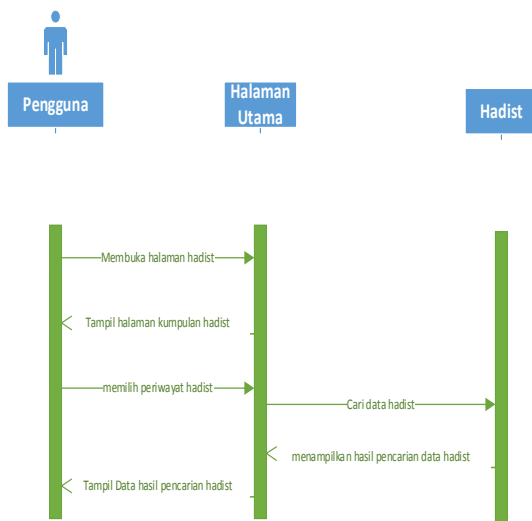 Pengguna
Halaman
Utama
Hadist
Membuka halaman hadist
Tampil halaman kumpulan hadist
memilih periwayat hadist
Cari data hadist
menampilkan hasil pencarian data hadist
Tampil Data hasil pencarian hadist